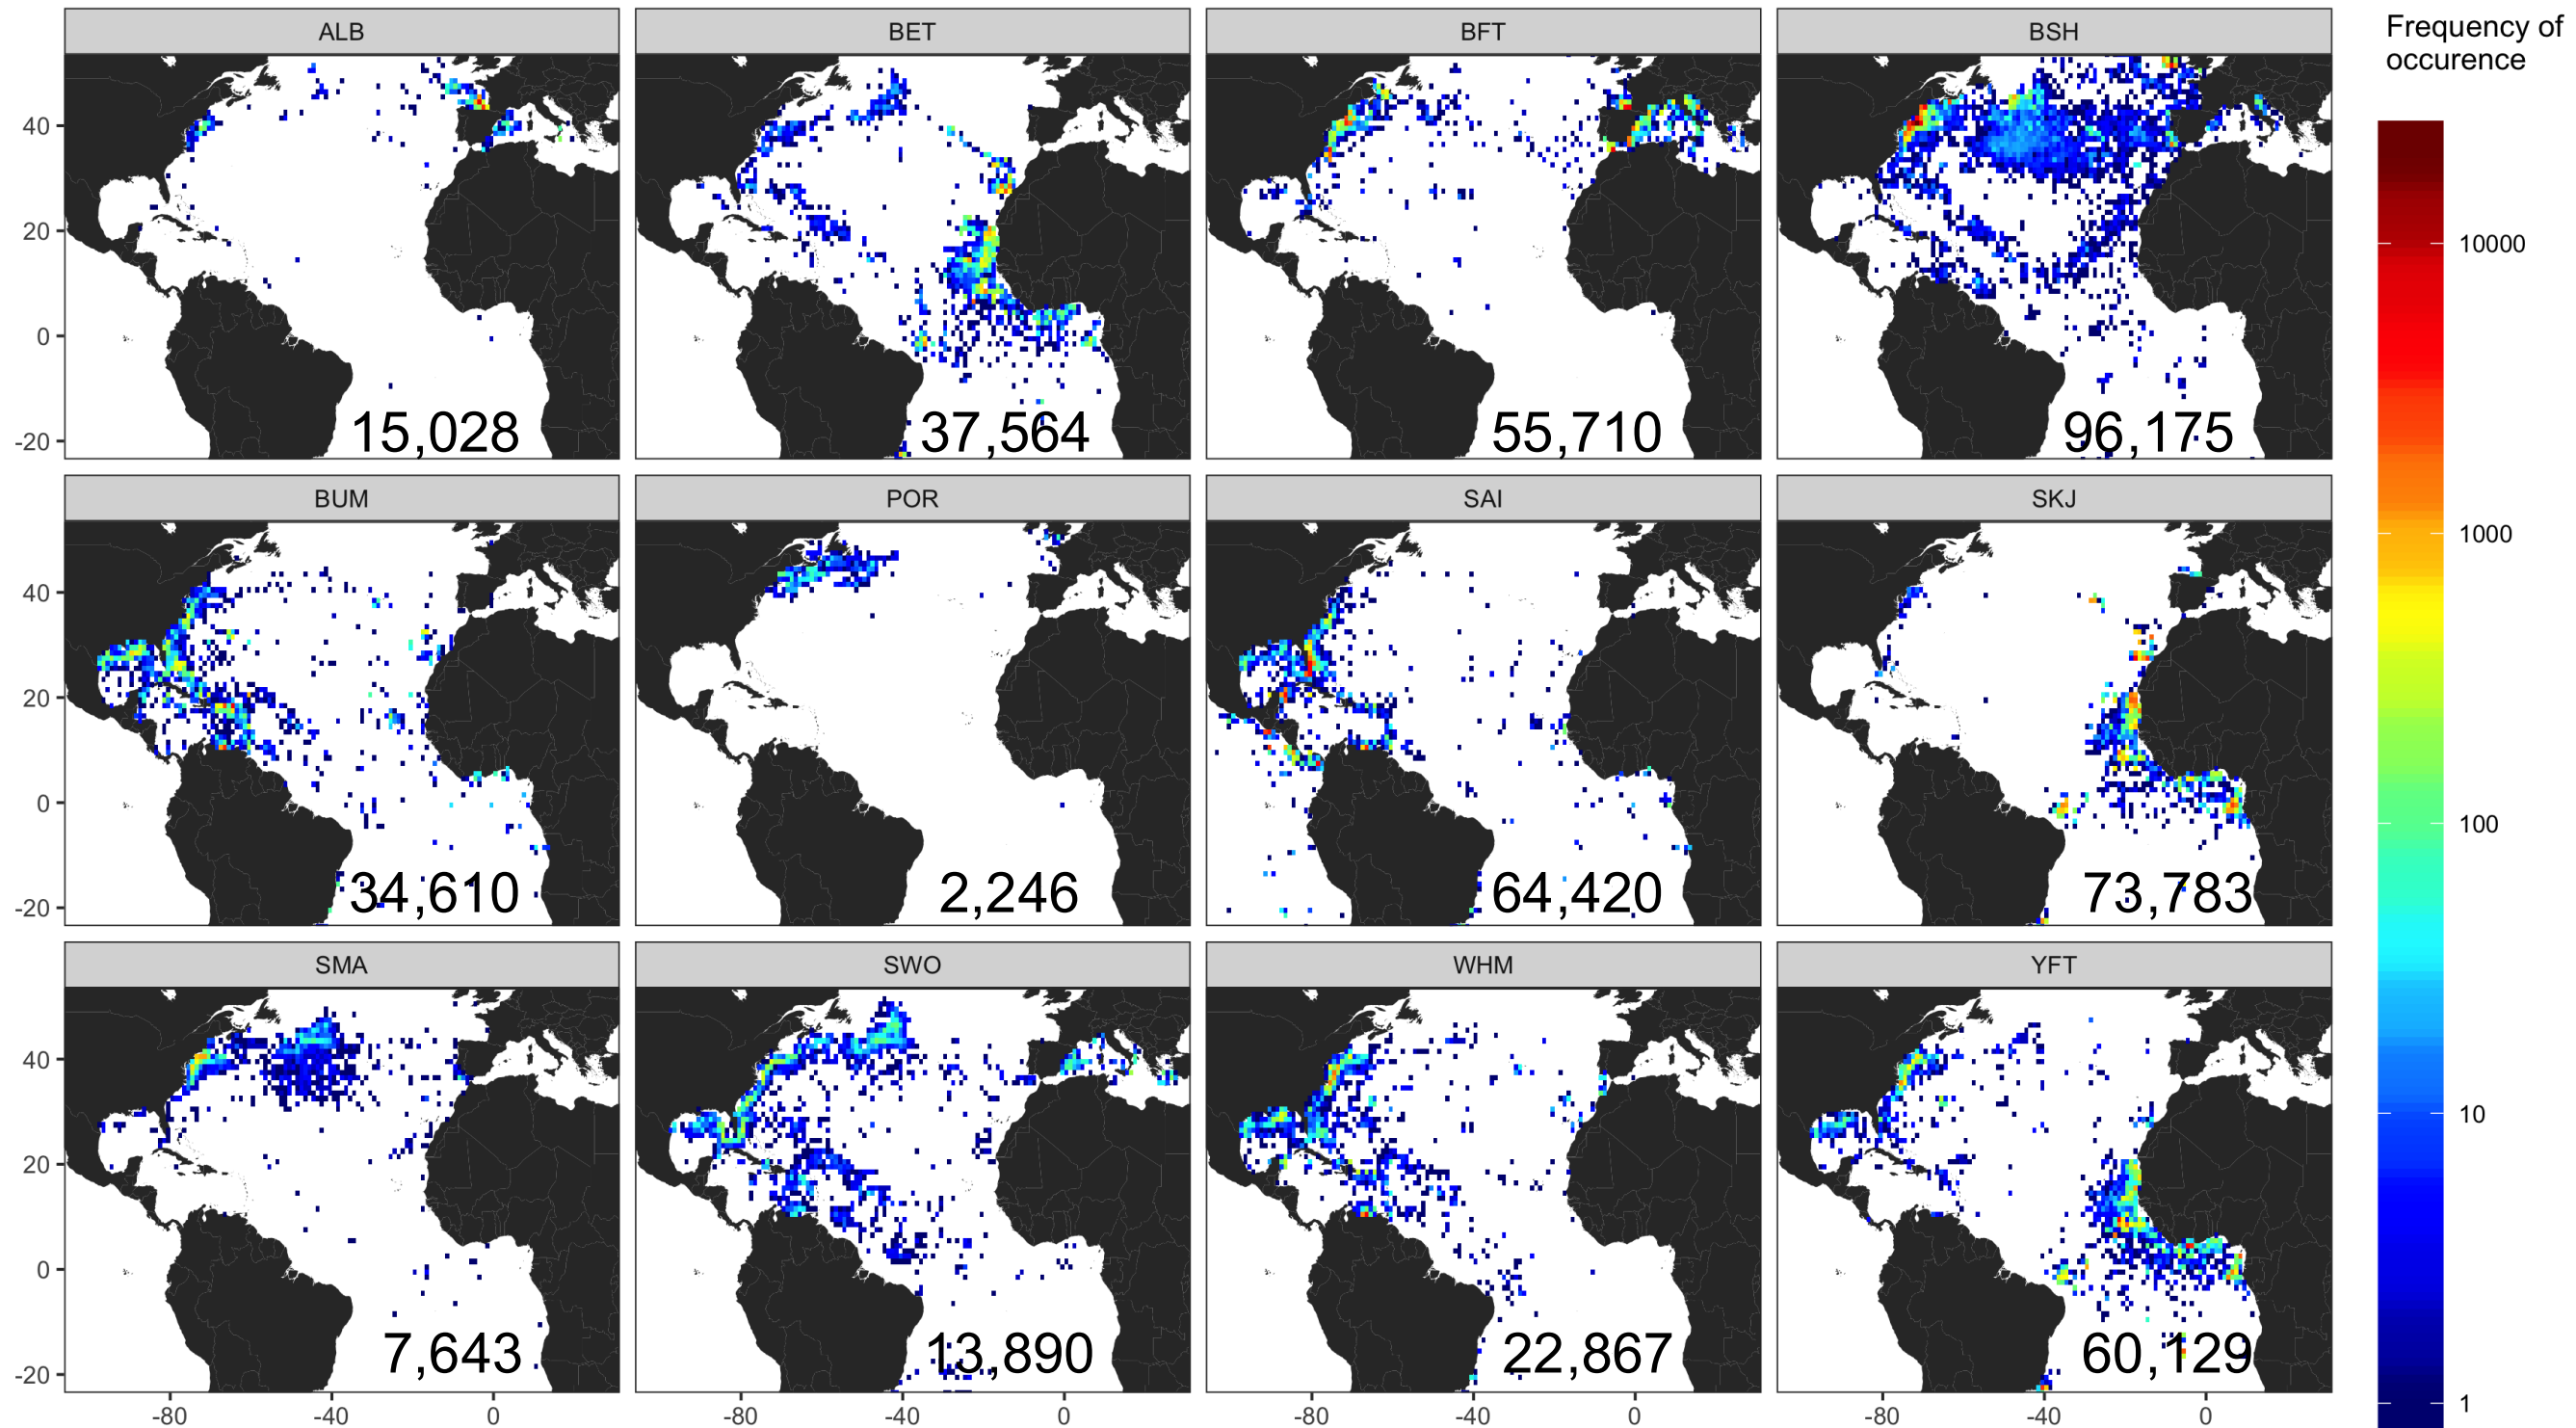 Frequency of
occurence
ALB
BET
BFT
BSH
40
20
0
-20
15,028
37,564
55,710
96,175
10000
BUM
POR
SAI
SKJ
1000
40
20
0
-20
34,610
2,246
64,420
73,783
100
SMA
SWO
WHM
YFT
40
20
0
-20
7,643
13,890
22,867
60,129
10
1
-80
-40
0
-80
-40
0
-80
-40
0
-80
-40
0